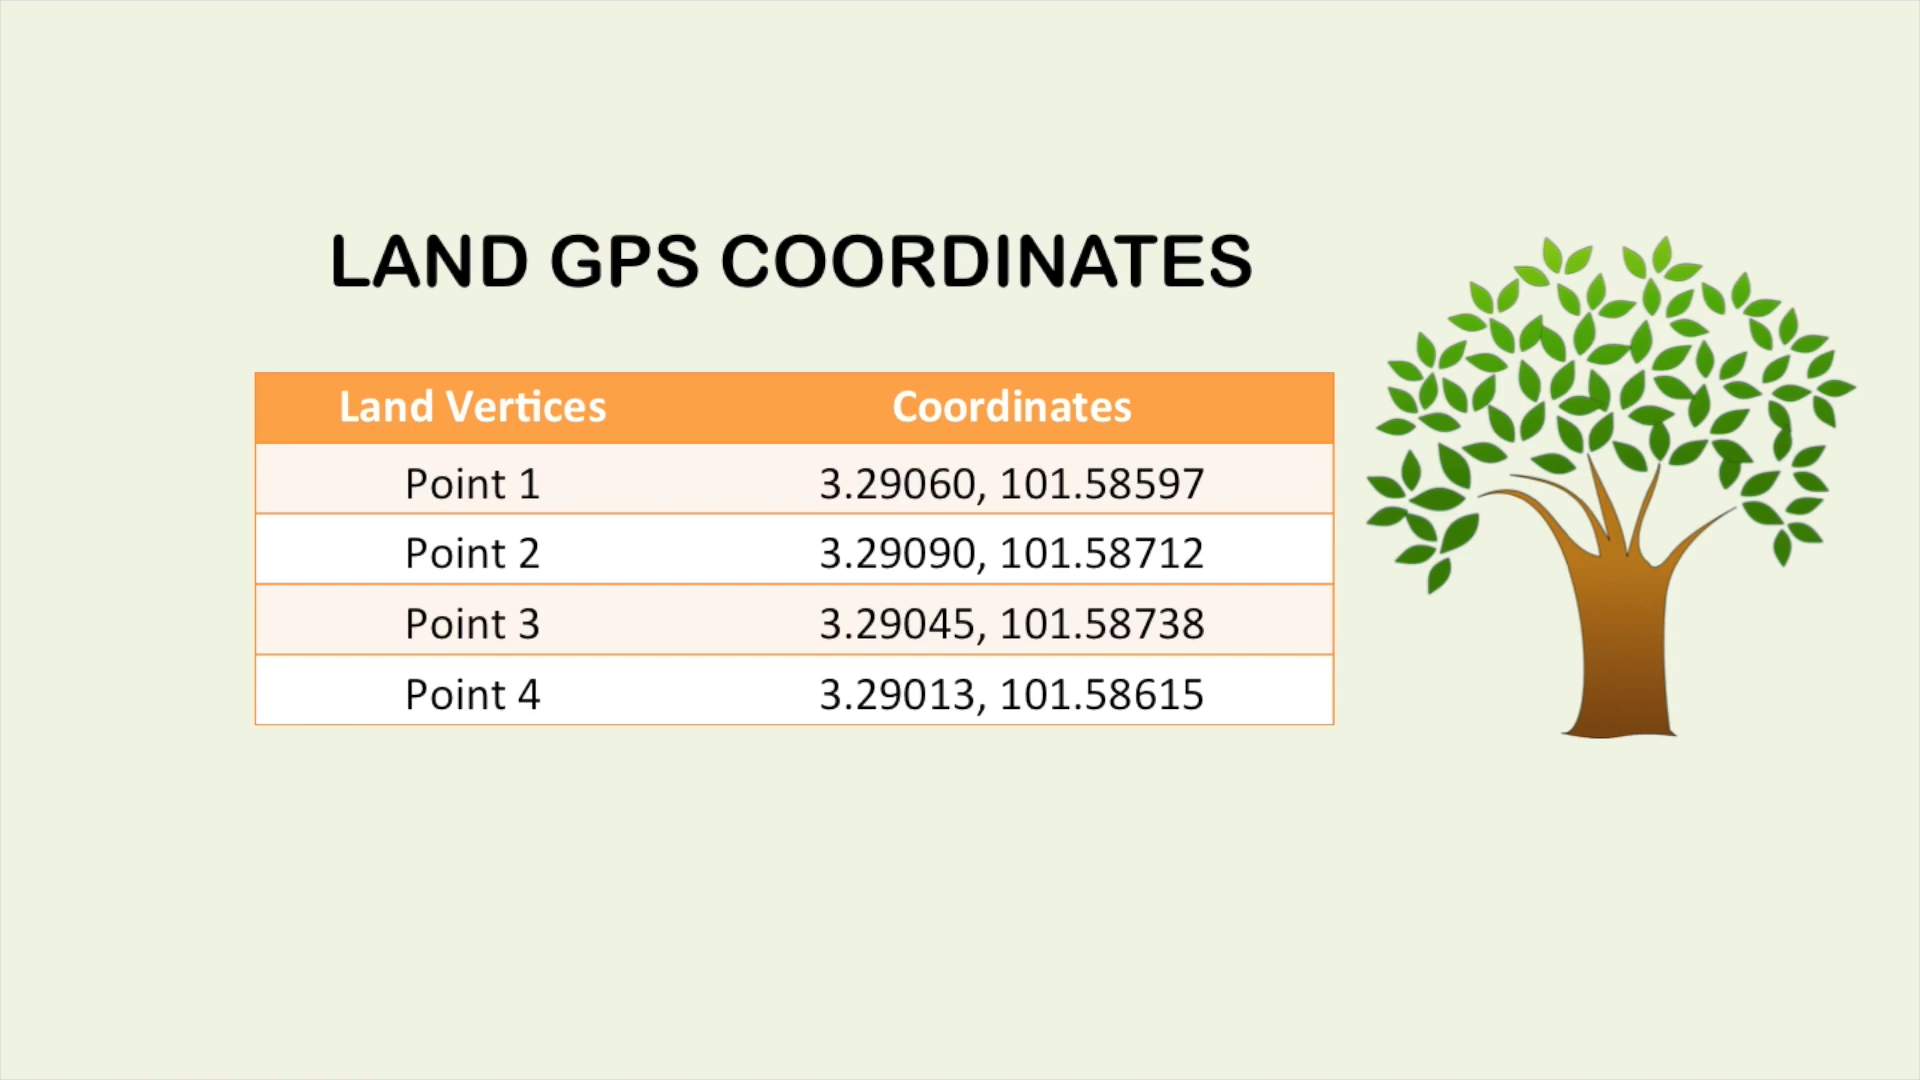 LAND GPS COORDINATES
Land Vertices Coordinates
Point 1 3.29060, 101.58597
Point 2 3.29090, 101.58712
Point 3 3.29045, 101.58738
Point 4 3.29013, 101.58615